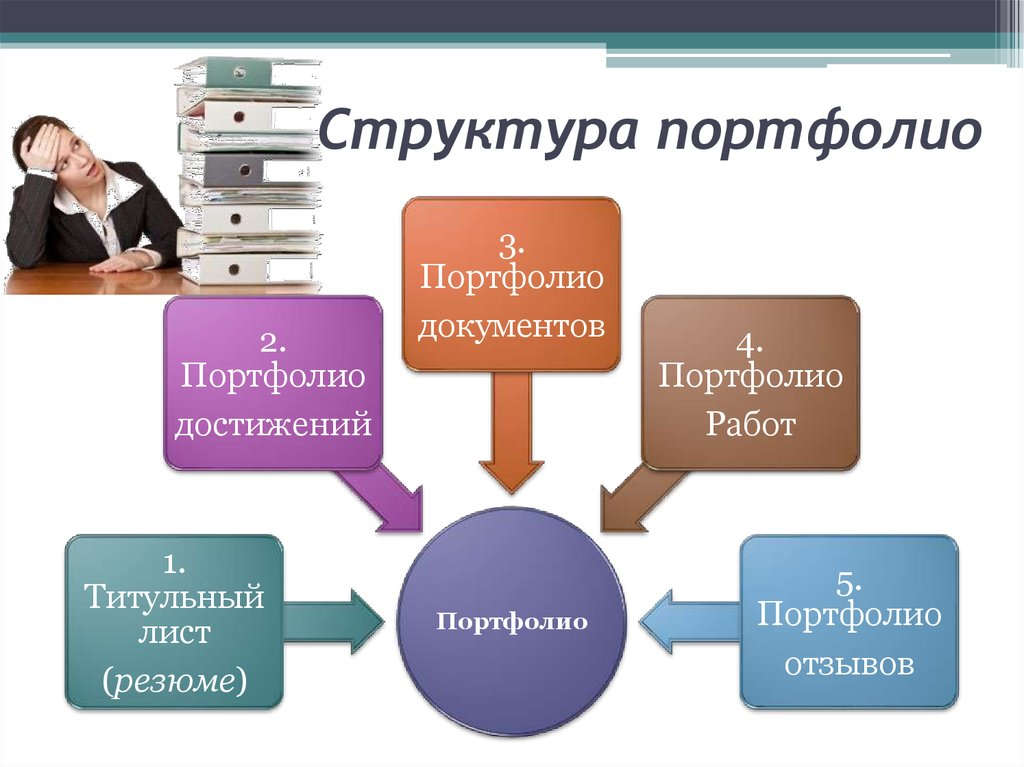 Структура портфолио
3.
Портфолио
документов
2.
Портфолио
достижений
4.
Портфолио
Работ
1.
Титульный
лист
(резюме)
Портфолио
5.
Портфолио
отзывов